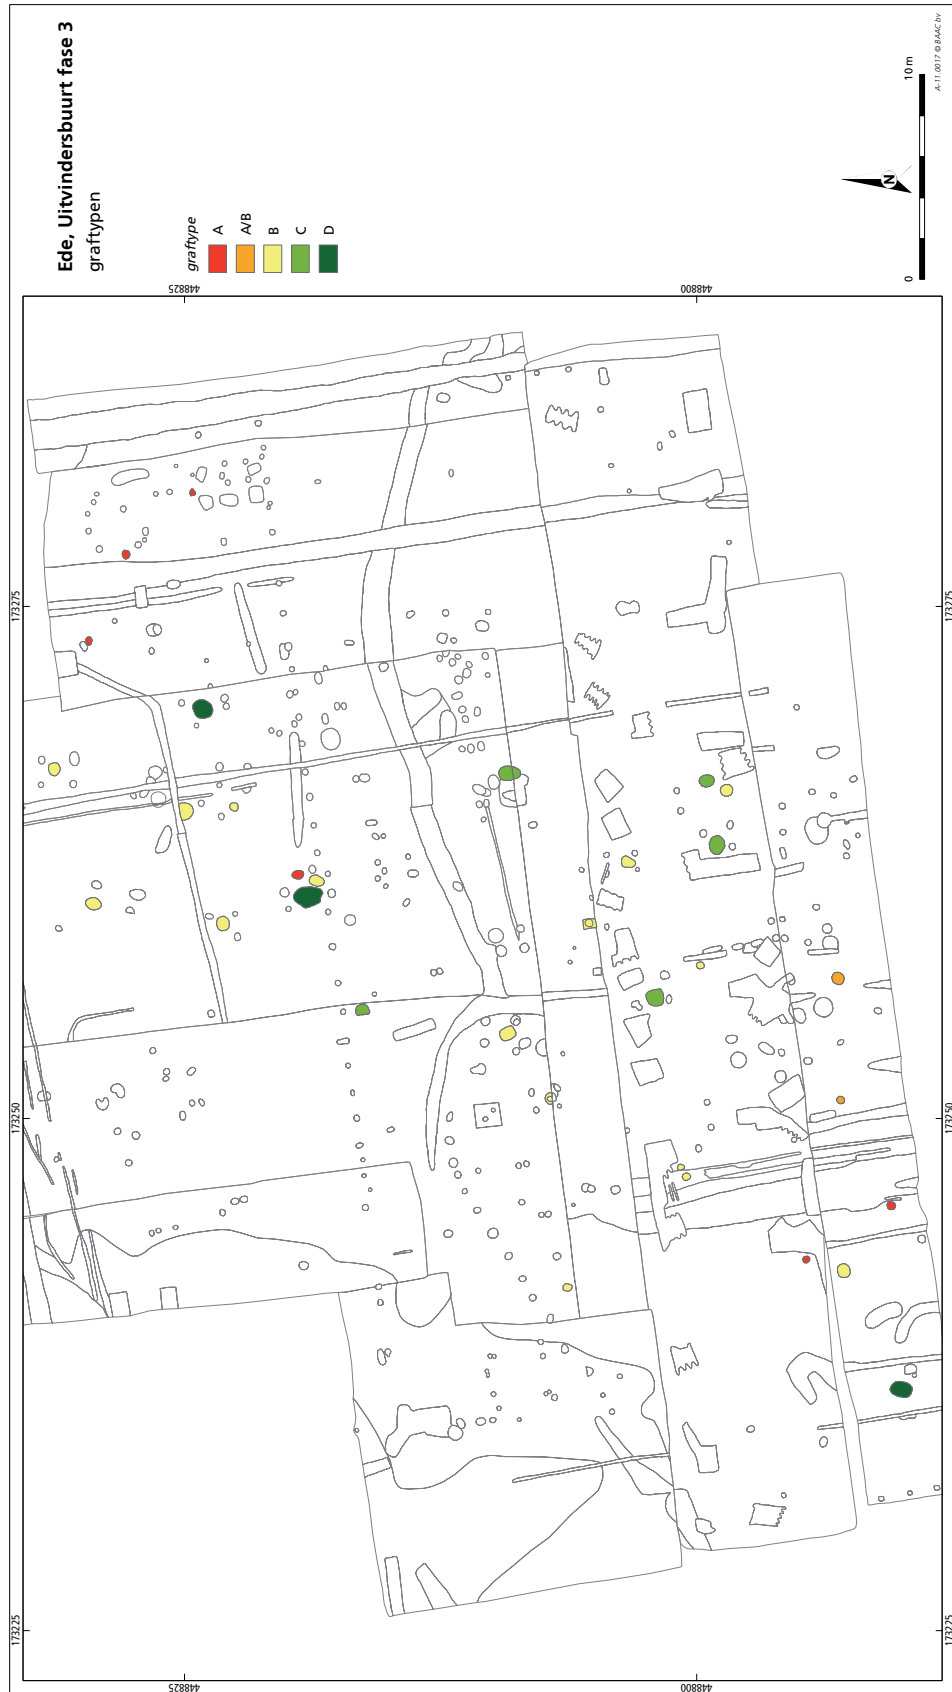 Ede, Uitvindersbuurt fase 3
graftypen
graftype
A
A/B
B
C
D
0
10 m
N
A-11.0017 © BAAC bv
448825
448800
173275
173275
173250
173250
173225
173225
448825
448800